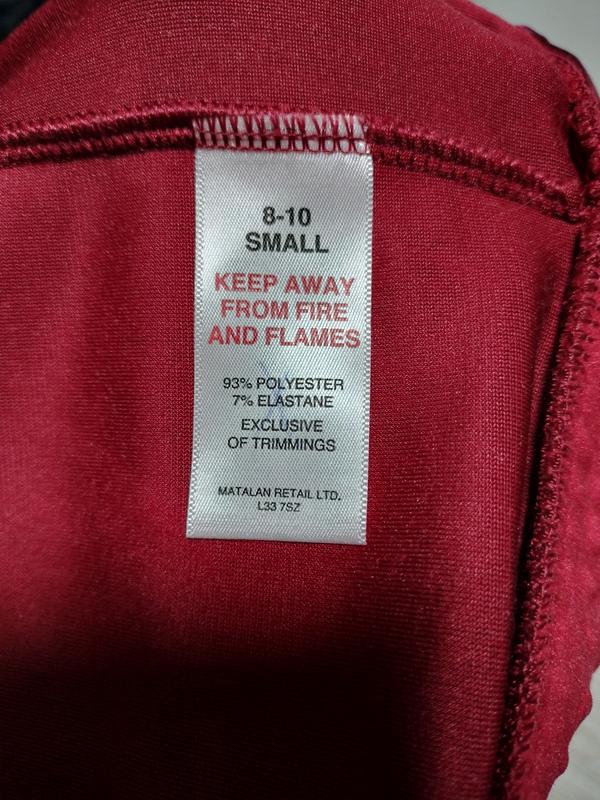 8-10
SMALL
KEEP AWAY
FROM FIRE
AND FLAMES
93% POLYESTER
7% ELASTANE
EXCLUSIVE
OF TRIMMINGS
MATALAN RETAIL LTD.
L33 7SZ